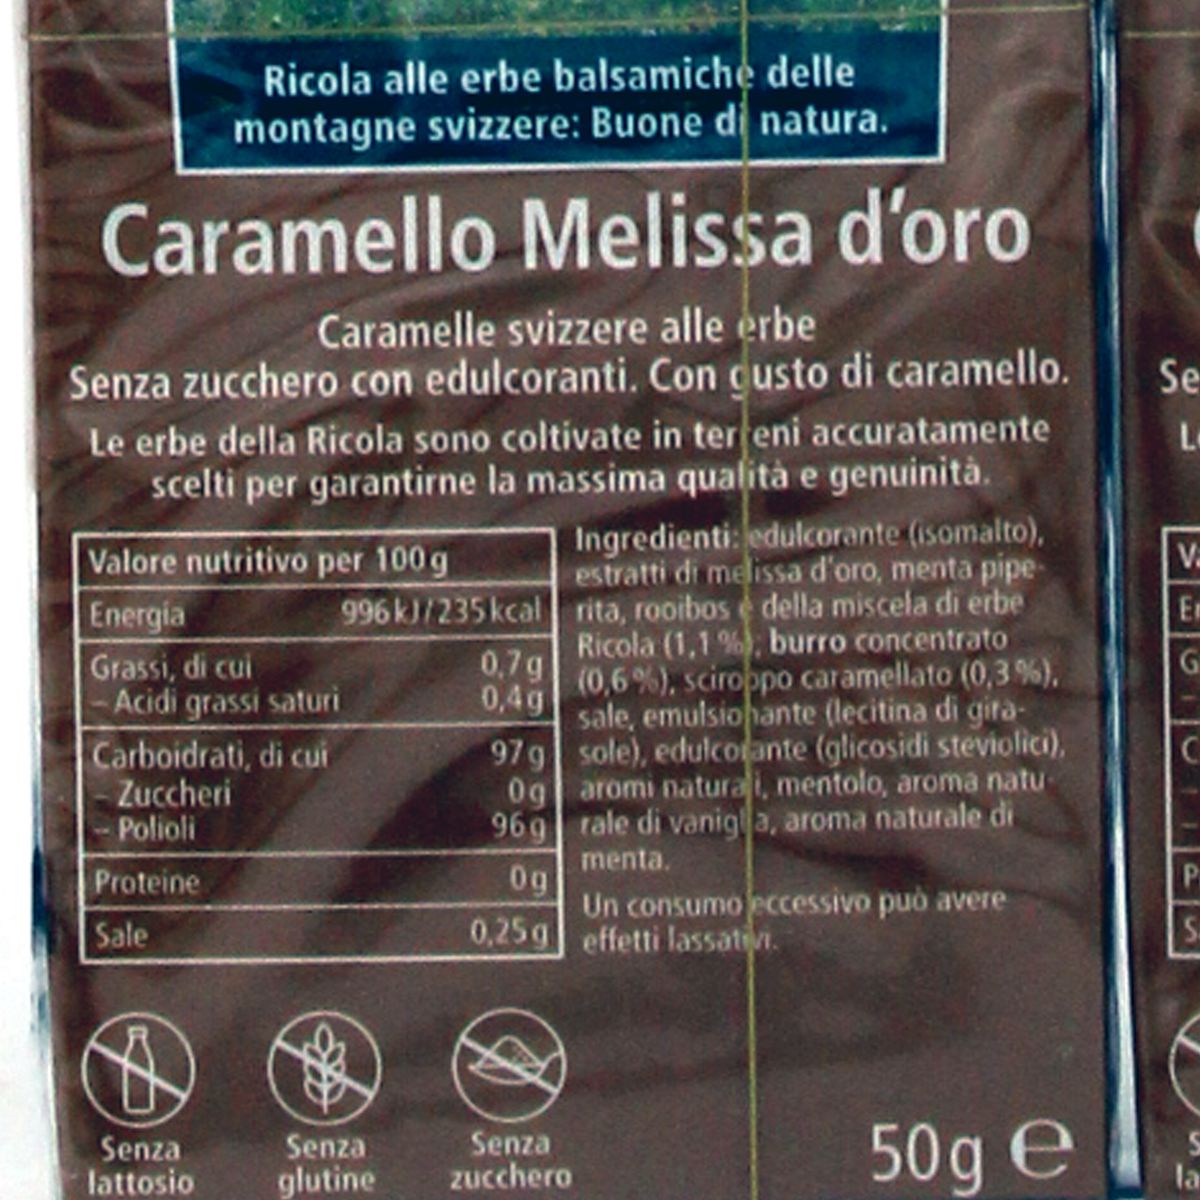 Ricola alle erbe balsamiche delle
montagne svizzere: Buone di natura.
Caramello Melissa d'oro
Caramelle svizzere alle erbe
Senza zucchero con edulcoranti. Con gusto di caramello.
Le erbe della Ricola sono coltivate in terreni accuratamente
scelti per garantirne la massima qualità e genuinità.
Valore nutritivo per 100 g
Energia 996 kJ/235 kcal
Grassi, di cui 0,7 g
- Acidi grassi saturi 0,4 g
Carboidrati, di cui 97 g
- Zuccheri 0 g
- Polioli 96 g
Proteine 0 g
Sale 0,25 g
Ingredienti: edulcorante (isomalto),
estratti di melissa d'oro, menta pipe-
rita, rooibos e della miscela di erbe
Ricola (1,1 %), burro concentrato
(0,6 %), sciroppo caramellato (0,3 %),
sale, emulsionante (lecitina di gira-
sole), edulcorante (glicosidi steviolici),
aromi naturali, mentolo, aroma natu-
rale di vaniglia, aroma naturale di
menta.
Un consumo eccessivo può avere
effetti lassativi.
Senza
lattosio
Senza
glutine
Senza
zucchero
50 g e